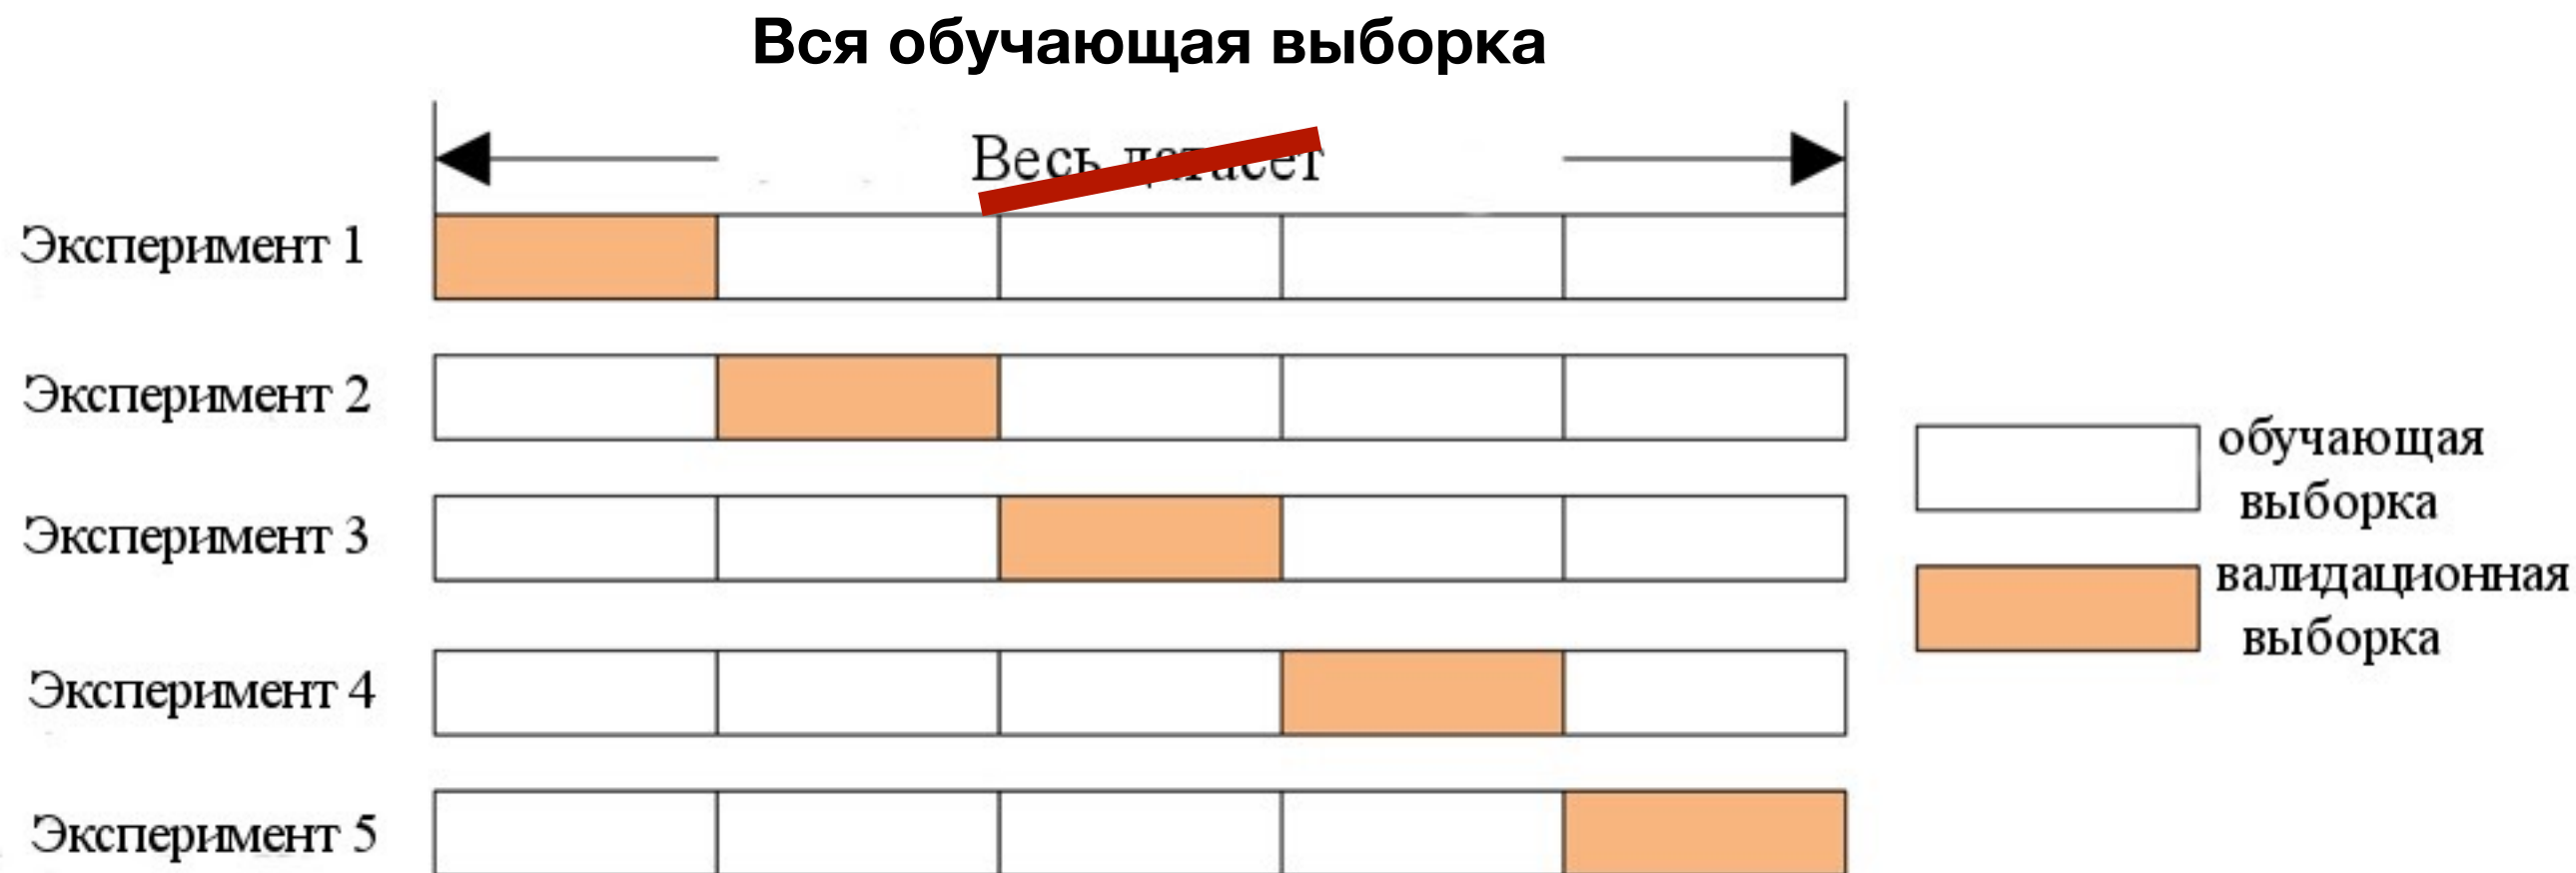 Вся обучающая выборка
Весь датасет
Эксперимент 1
Эксперимент 2
Эксперимент 3
Эксперимент 4
Эксперимент 5
обучающая
выборка
валидационная
выборка